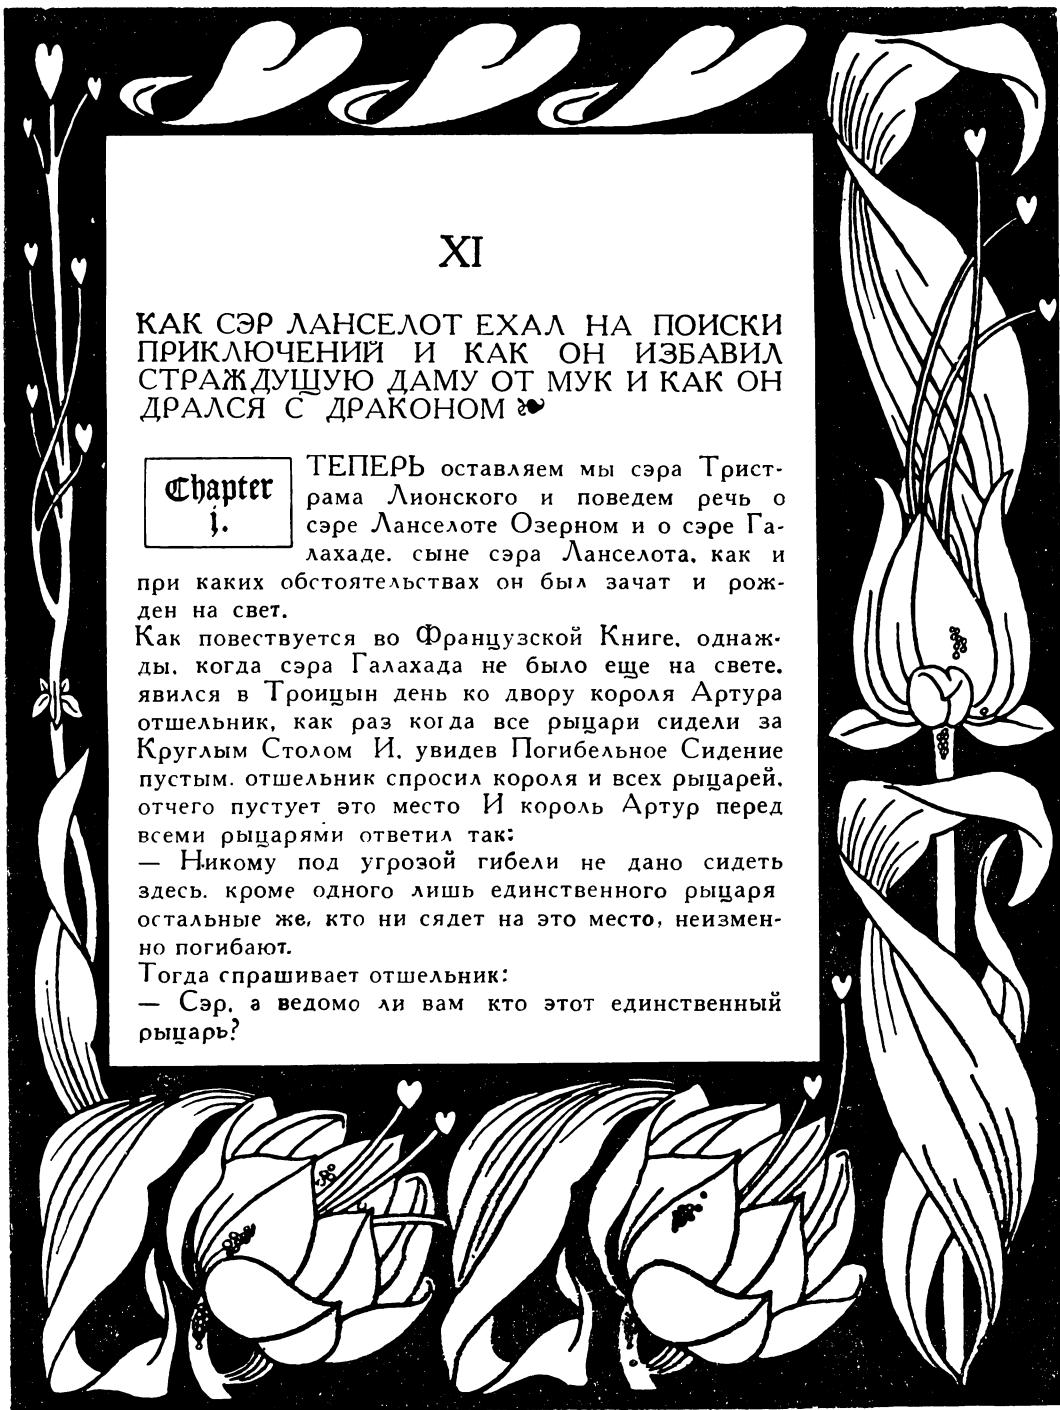 XI
КАК СЭР ЛАНСЕЛОТ ЕХАЛ НА ПОИСКИ
ПРИКЛЮЧЕНИЙ И КАК ОН ИЗБАВИЛ
СТРАЖДУЩУЮ ДАМУ ОТ МУК И КАК ОН
ДРАЛСЯ С ДРАКОНОМ ❧
Chapter
j.
ТЕПЕРЬ оставляем мы сэра Трист-
рама Лионского и поведем речь о
сэре Ланселоте Озерном и о сэре Га-
лахаде. сыне сэра Ланселота. как и
при каких обстоятельствах он был зачат и рож-
ден на свет.
Как повествуется во Французской Книге. однаж-
ды. когда сэра Галахада не было еще на свете.
явился в Троицын день ко двору короля Артура
отшельник, как раз когда все рыцари сидели за
Круглым Столом И. увидев Погибельное Сидение
пустым. отшельник спросил короля и всех рыцарей.
отчего пустует это место И король Артур перед
всеми рыцарями ответил так:
— Никому под угрозой гибели не дано сидеть
здесь. кроме одного лишь единственного рыцаря
остальные же, кто ни сядет на это место, неизмен-
но погибают.
Тогда спрашивает отшельник:
— Сэр. а ведомо ли вам кто этот единственный
рыцарь?